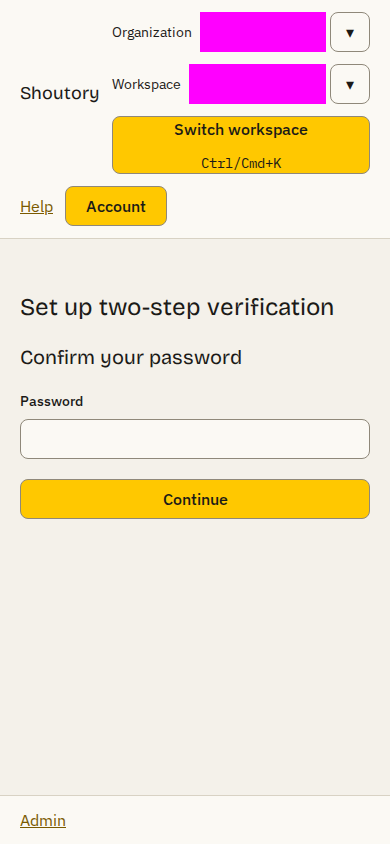 Shoutory
Organization ▾
Workspace ▾
Switch workspace
Ctrl/Cmd+K
Help
Account
Set up two-step verification
Confirm your password
Password
Continue
Admin